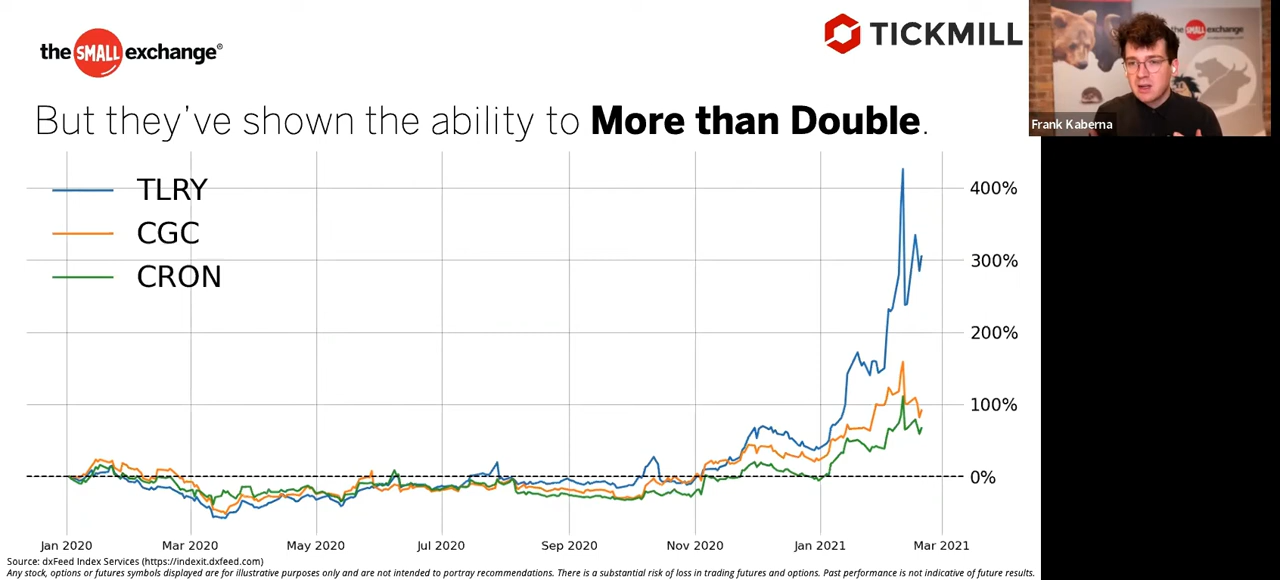 the SMALL exchange®
TICKMILL
the SMALL exchange
Frank Kaberna
But they've shown the ability to More than Double.
TLRY
CGC
CRON
400%
300%
200%
100%
0%
Jan 2020
Mar 2020
May 2020
Jul 2020
Sep 2020
Nov 2020
Jan 2021
Mar 2021
Source: dxFeed Index Services (https://indexit.dxfeed.com)
Any stock, options or futures symbols displayed are for illustrative purposes only and are not intended to portray recommendations. There is a substantial risk of loss in trading futures and options. Past performance is not indicative of future results.